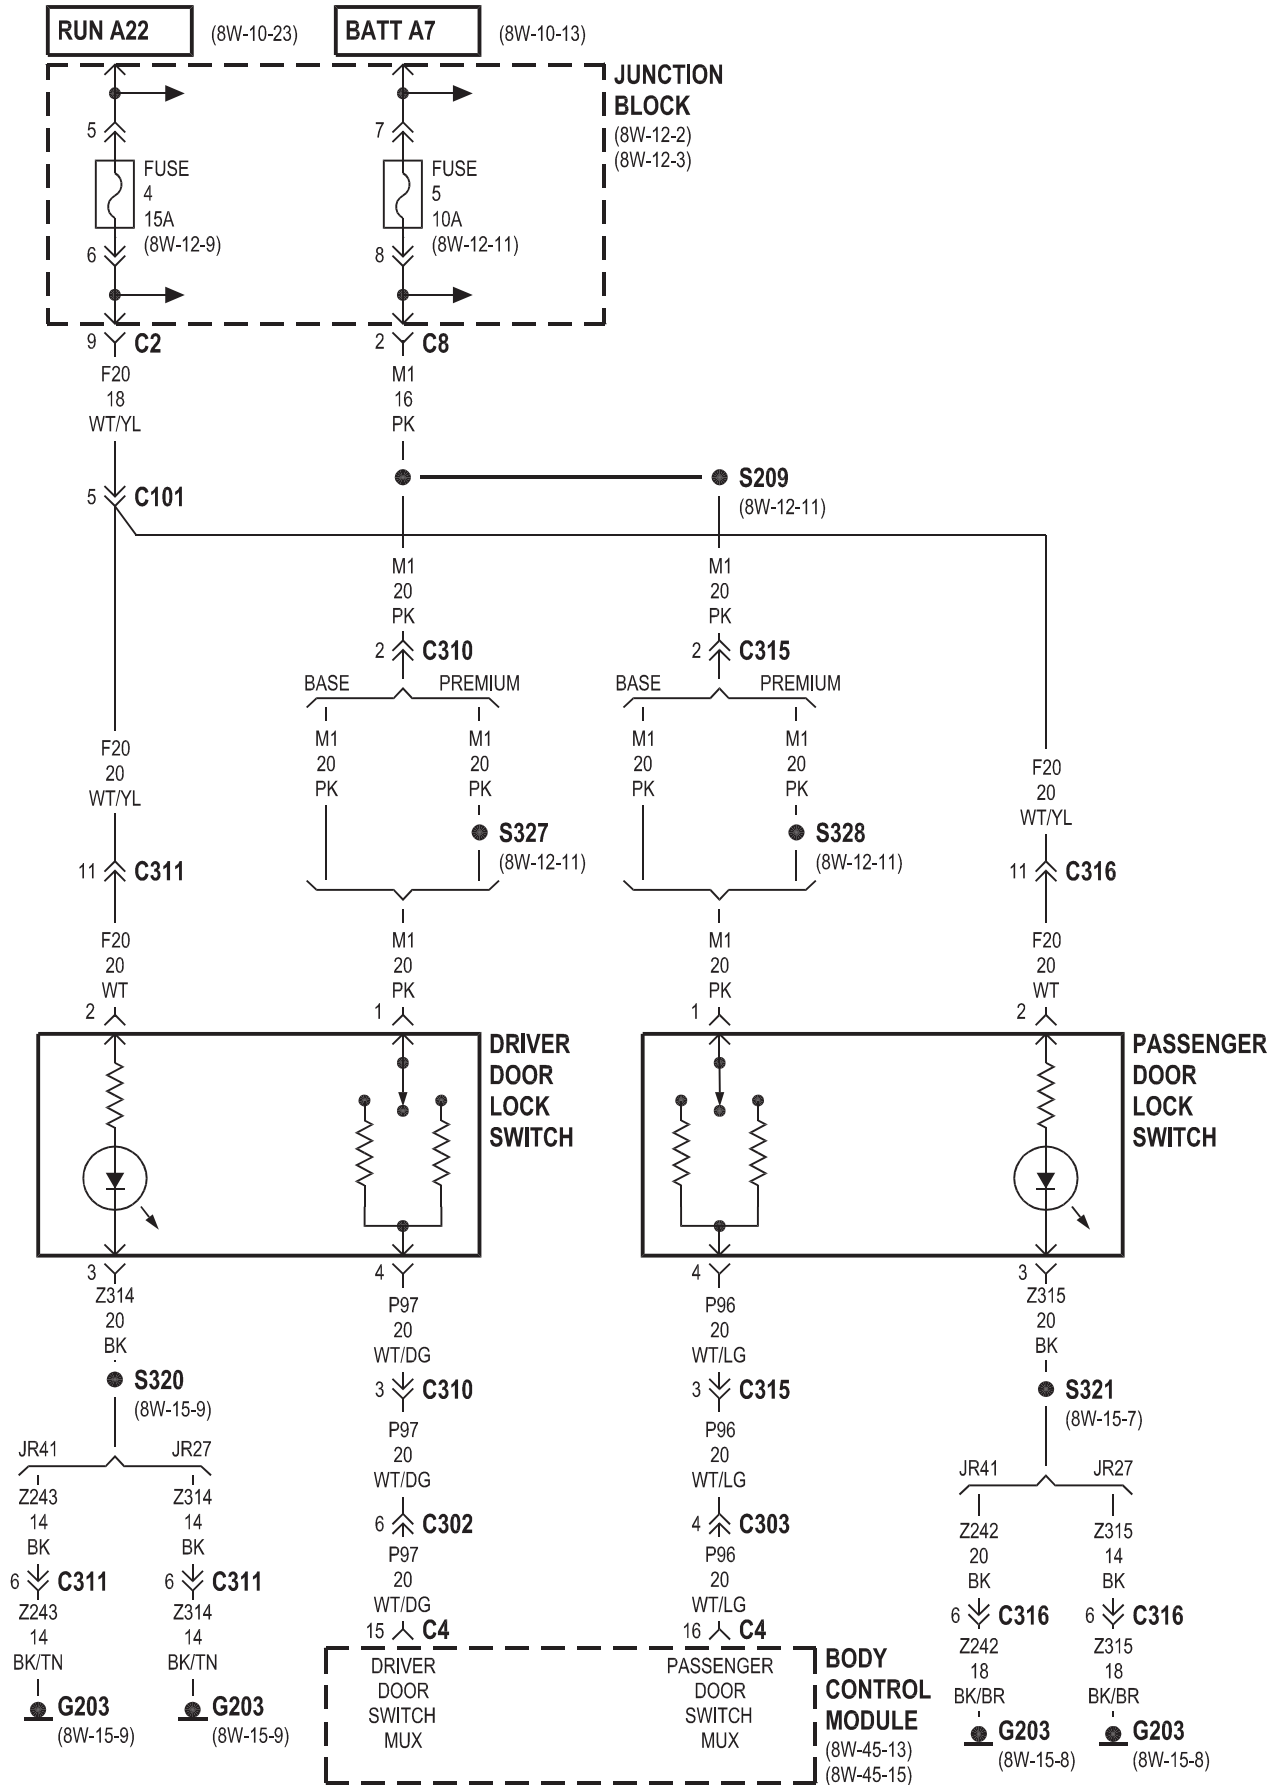 RUN A22
(8W-10-23)
BATT A7
(8W-10-13)
JUNCTION
BLOCK
(8W-12-2)
(8W-12-3)
5
FUSE
4
15A
(8W-12-9)
6
7
FUSE
5
10A
(8W-12-11)
8
9
C2
F20
18
WT/YL
2
C8
M1
16
PK
5
C101
S209
(8W-12-11)
M1
20
PK
2
C310
M1
20
PK
2
C315
BASE
PREMIUM
BASE
PREMIUM
F20
20
WT/YL
M1
20
PK
M1
20
PK
M1
20
PK
M1
20
PK
F20
20
WT/YL
S327
(8W-12-11)
S328
(8W-12-11)
11
C311
11
C316
F20
20
WT
2
M1
20
PK
1
M1
20
PK
1
F20
20
WT
2
DRIVER
DOOR
LOCK
SWITCH
PASSENGER
DOOR
LOCK
SWITCH
3
Z314
20
BK
4
P97
20
WT/DG
4
P96
20
WT/LG
3
Z315
20
BK
S320
(8W-15-9)
3
C310
3
C315
S321
(8W-15-7)
JR41
JR27
P97
20
WT/DG
P96
20
WT/LG
JR41
JR27
Z243
14
BK
Z314
14
BK
6
C302
4
C303
Z242
20
BK
Z315
14
BK
6
C311
6
C311
P97
20
WT/DG
P96
20
WT/LG
6
C316
6
C316
Z243
14
BK/TN
Z314
14
BK/TN
15
C4
16
C4
Z242
18
BK/BR
Z315
18
BK/BR
G203
(8W-15-9)
G203
(8W-15-9)
DRIVER
DOOR
SWITCH
MUX
PASSENGER
DOOR
SWITCH
MUX
BODY
CONTROL
MODULE
(8W-45-13)
(8W-45-15)
G203
(8W-15-8)
G203
(8W-15-8)